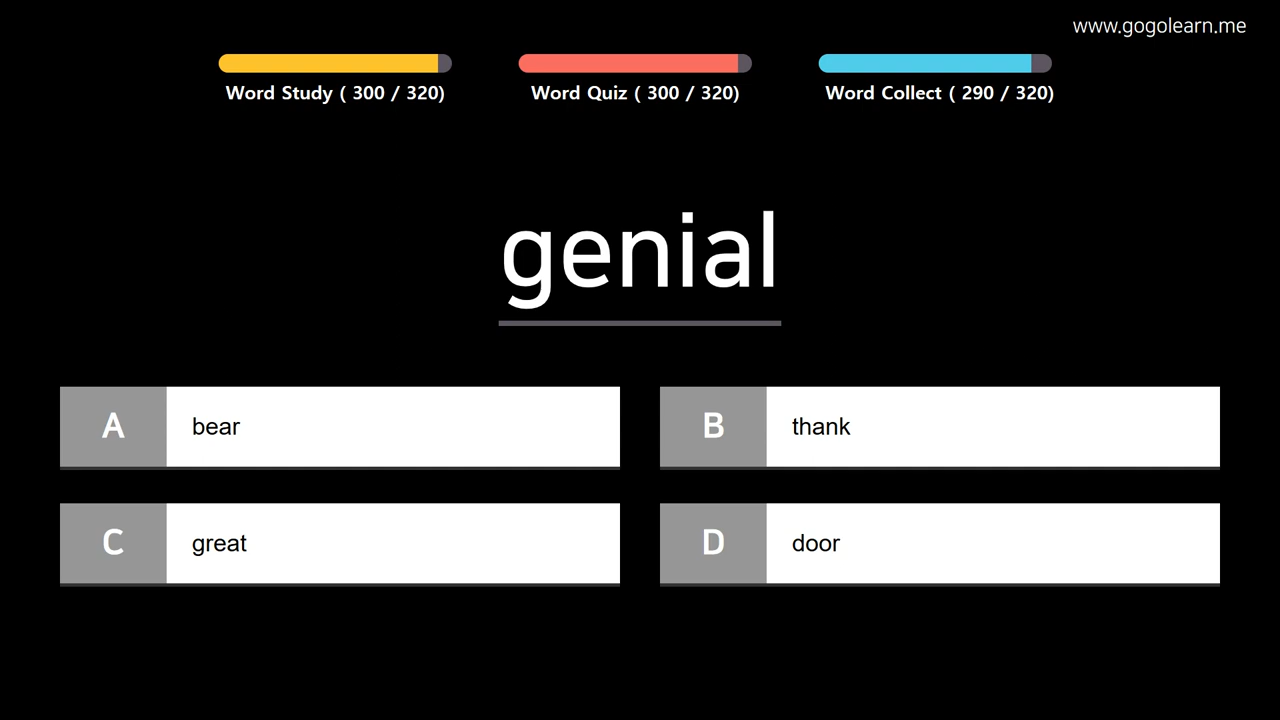 www.gogolearn.me
Word Study ( 300 / 320)
Word Quiz ( 300 / 320)
Word Collect ( 290 / 320)
genial
A bear
B thank
C great
D door